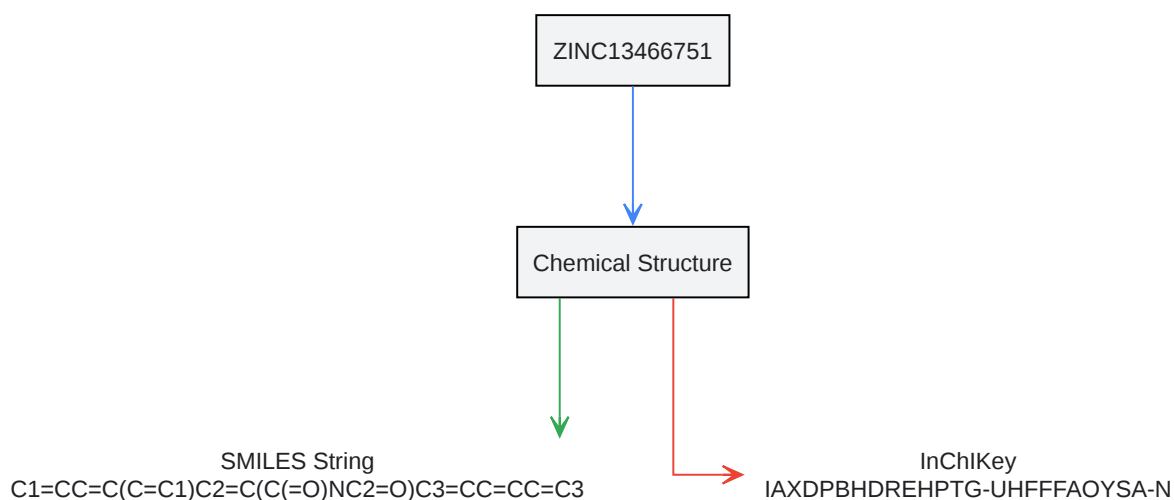 ZINC13466751
Chemical Structure
SMILES String
C1=CC=C(C=C1)C2=C(C(=O)NC2=O)C3=CC=CC=C3
InChIKey
IAXDPBHDREHPTG-UHFFFAOYSA-N